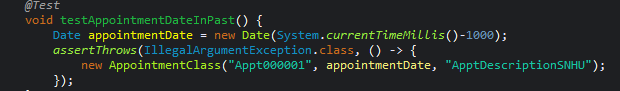 @Test
void testAppointmentDateInPast() {
Date appointmentDate = new Date(System.currentTimeMillis()-1000);
assertThrows(IllegalArgumentException.class, () -> {
new AppointmentClass("Appt000001", appointmentDate, "ApptDescriptionSNHU");
});